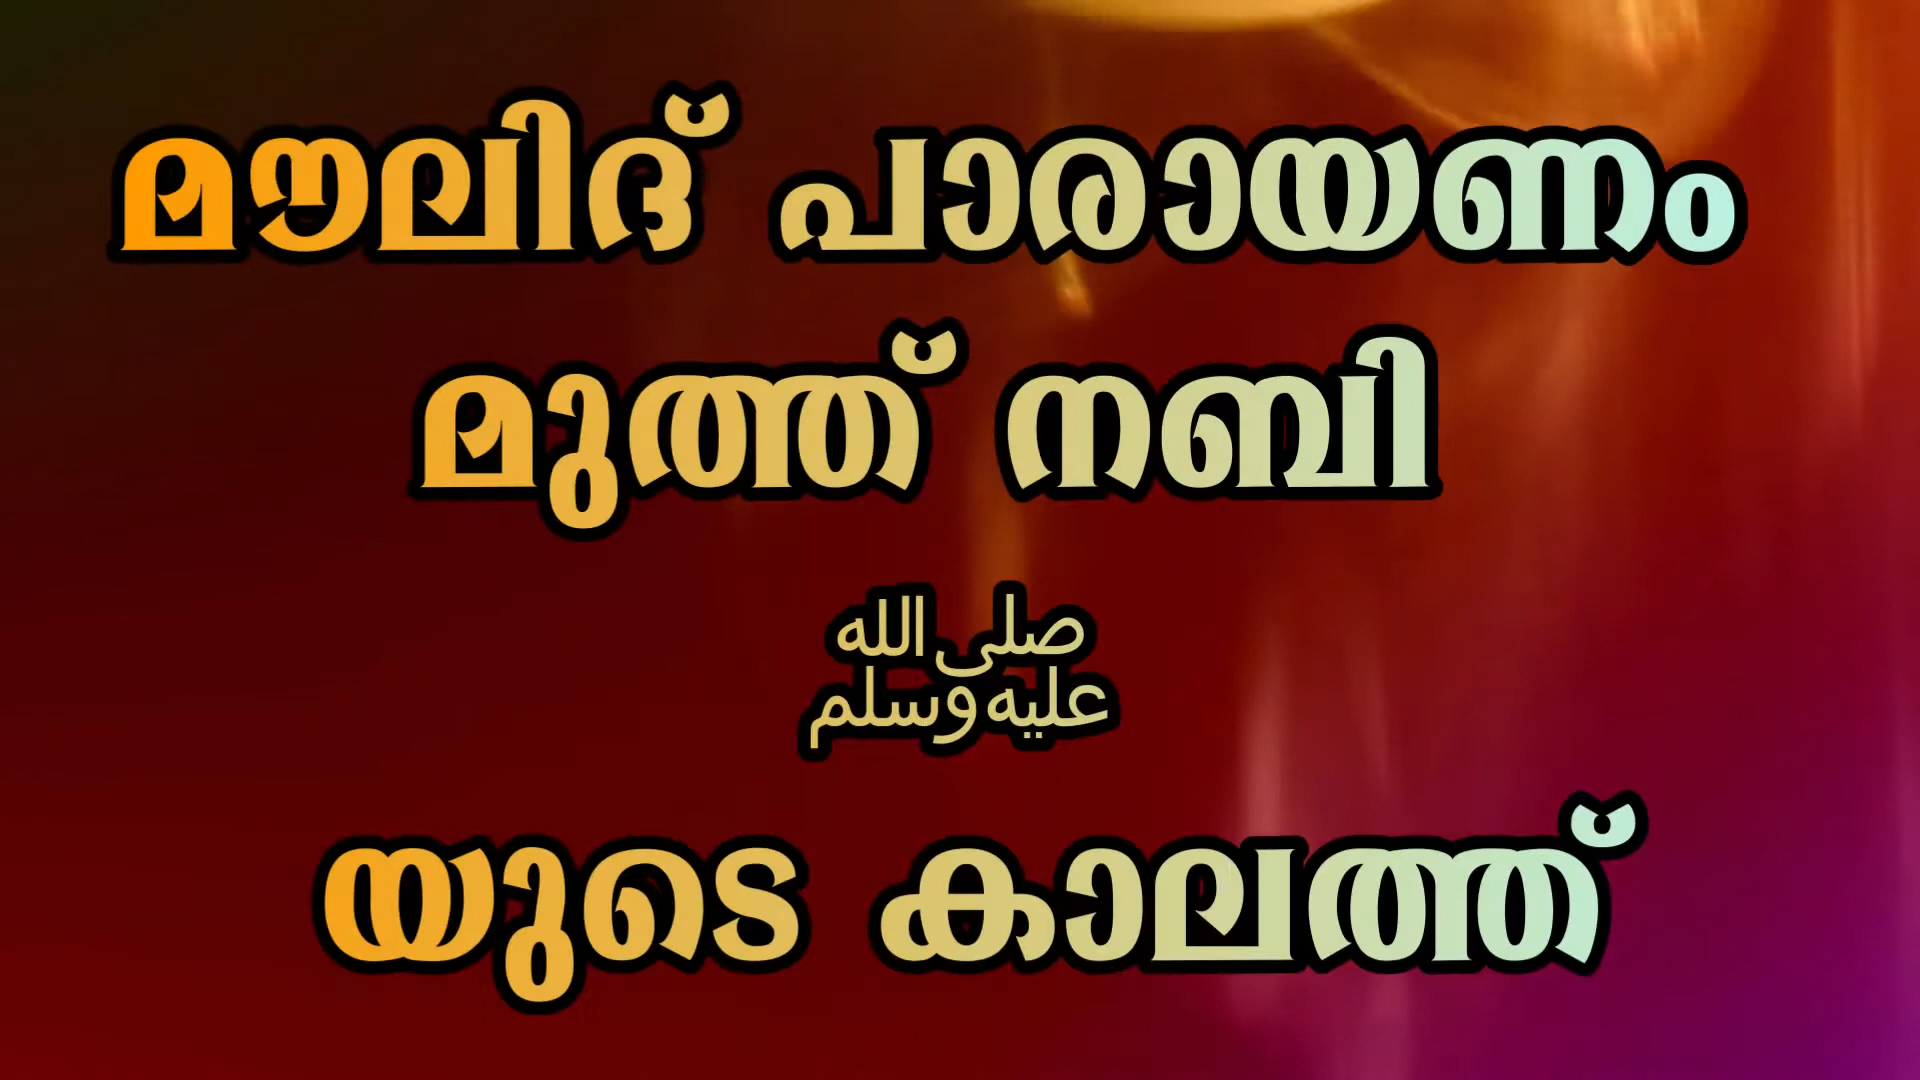 മൗലിദ് പാരായണം
മുത്ത് നബി
صلى الله
عليه وسلم
യുടെ കാലത്ത്